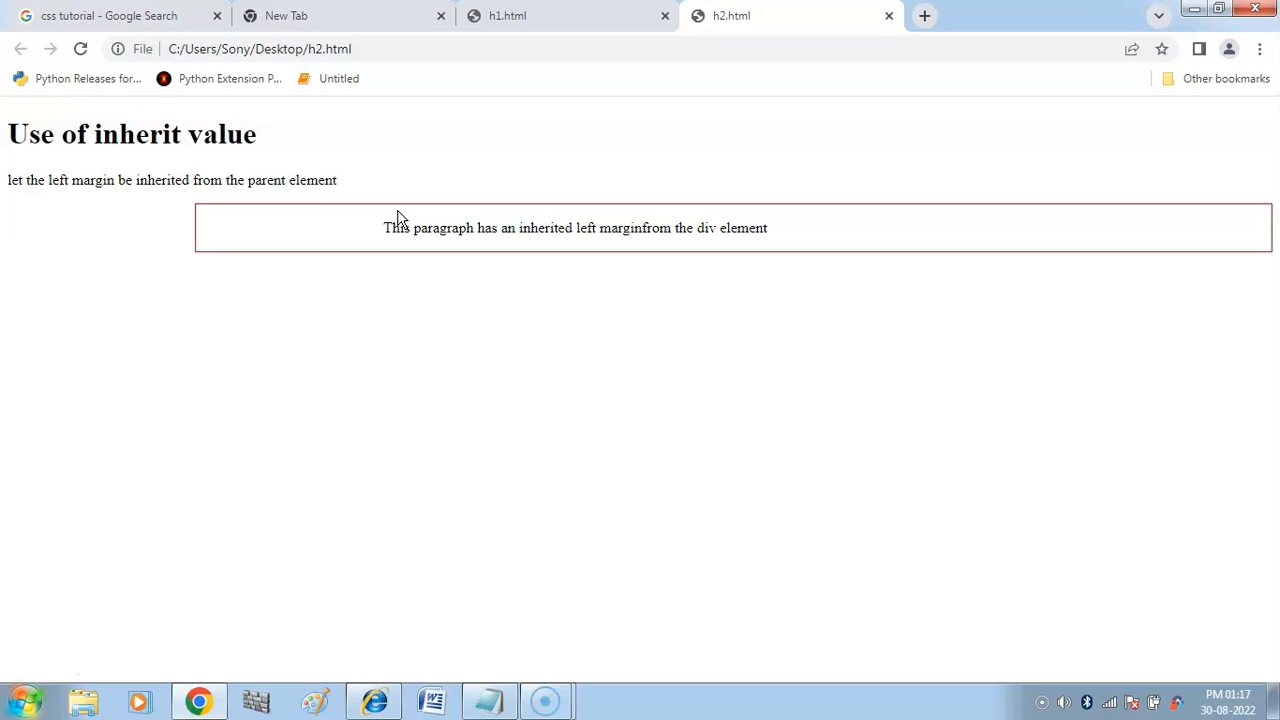 css tutorial - Google Search
New Tab
h1.html
h2.html
File
C:/Users/Sony/Desktop/h2.html
Python Releases for...
Python Extension P...
Untitled
Other bookmarks
Use of inherit value
let the left margin be inherited from the parent element
This paragraph has an inherited left marginfrom the div element
PM 01:17
30-08-2022